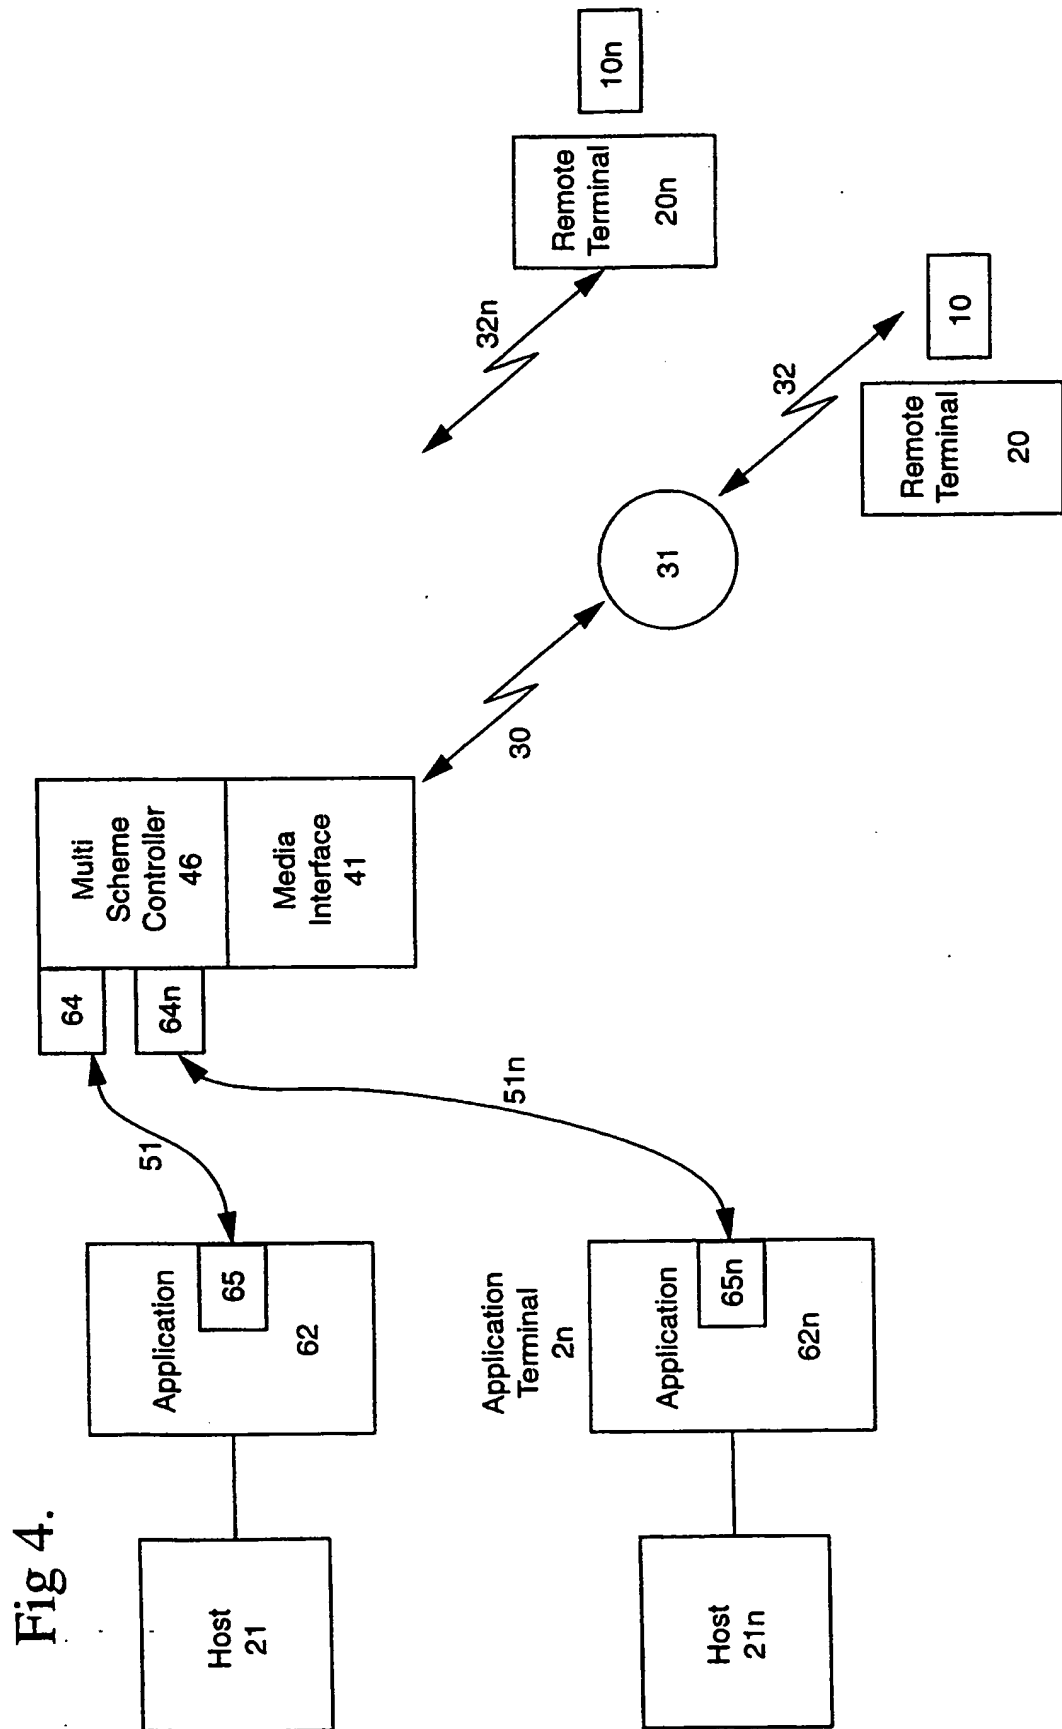 Fig 4.
Host
21
Application
65
62
51
64
64n
Multi
Scheme
Controller
46
Media
Interface
41
30
31
32
Remote
Terminal
20
10
32n
Remote
Terminal
20n
10n
Host
21n
Application
Terminal
2n
Application
65n
62n
51n